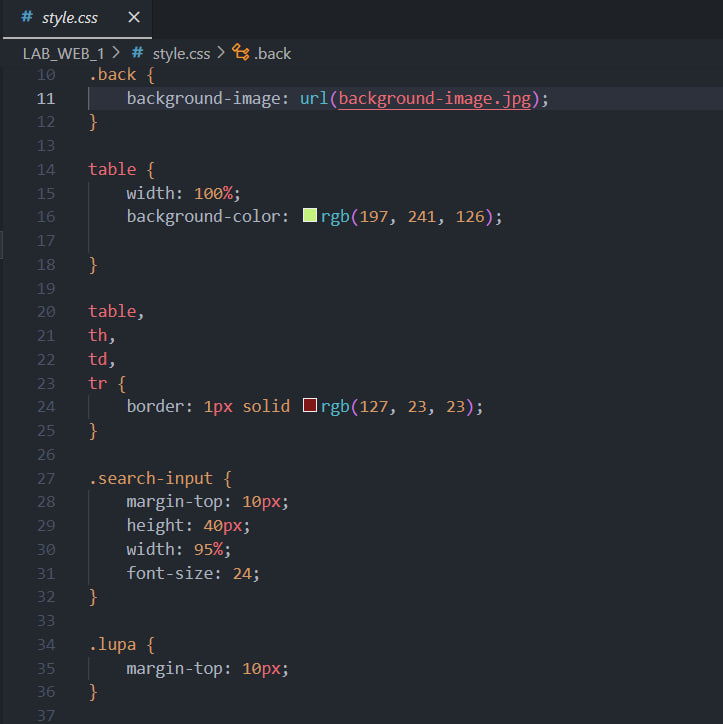 # style.css ×
LAB_WEB_1 > # style.css > .back
10 .back {
11 background-image: url(background-image.jpg);
12 }
13
14 table {
15 width: 100%;
16 background-color: rgb(197, 241, 126);
17
18 }
19
20 table,
21 th,
22 td,
23 tr {
24 border: 1px solid rgb(127, 23, 23);
25 }
26
27 .search-input {
28 margin-top: 10px;
29 height: 40px;
30 width: 95%;
31 font-size: 24;
32 }
33
34 .lupa {
35 margin-top: 10px;
36 }
37